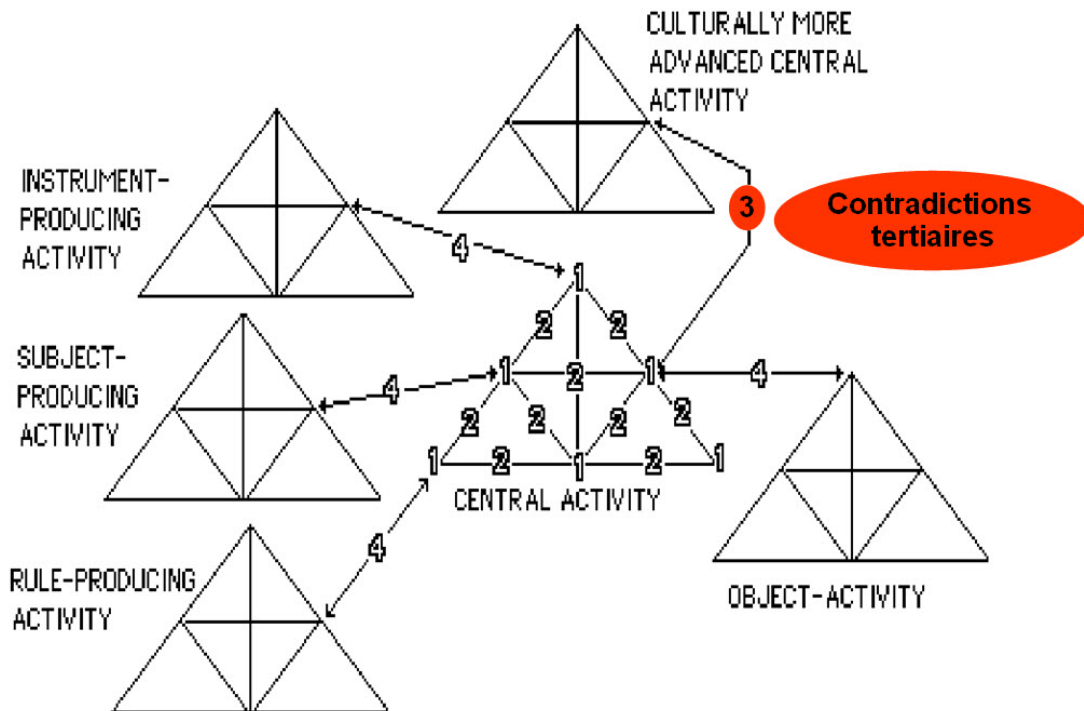 CULTURALLY MORE
ADVANCED CENTRAL
ACTIVITY
INSTRUMENT-
PRODUCING
ACTIVITY
3
Contradictions
tertiaires
4
1
2 2
SUBJECT-
PRODUCING
ACTIVITY
4
1 2 1
4
2 2 2 2
1 2 1 2 1
CENTRAL ACTIVITY
4
RULE-PRODUCING
ACTIVITY
OBJECT-ACTIVITY